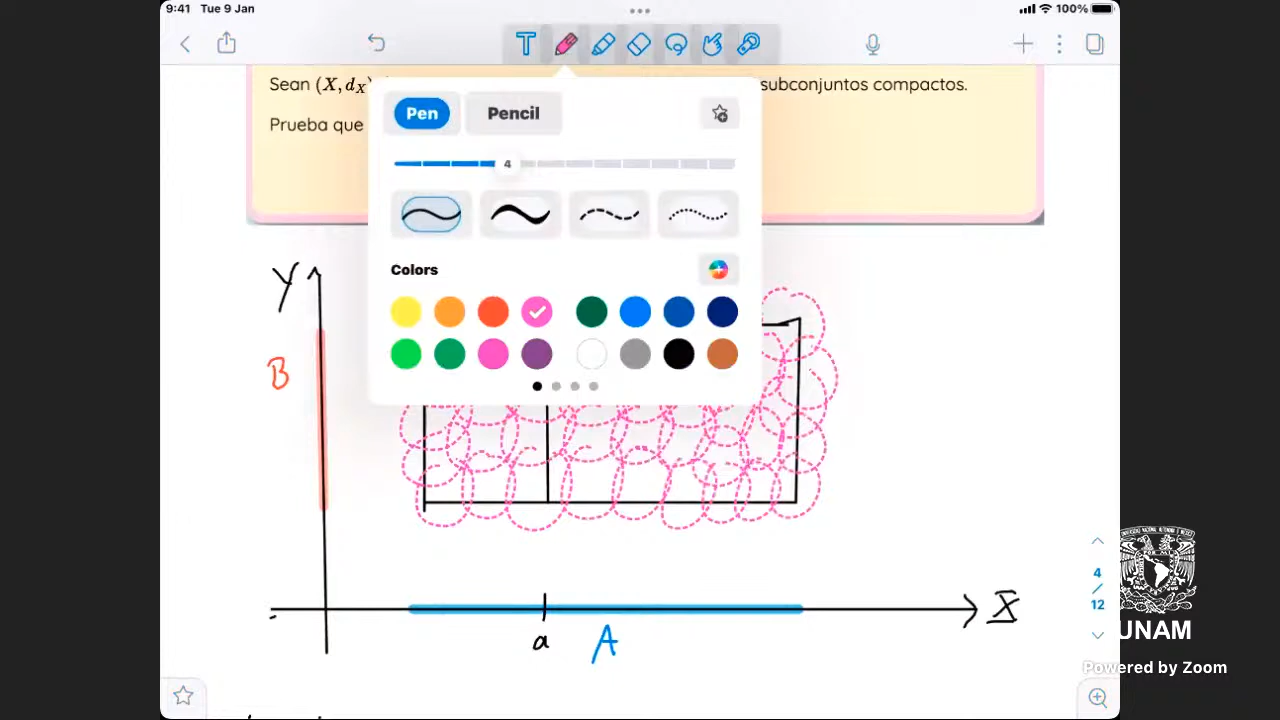 9:41 Tue 9 Jan
100%
T
Sean (X, d_X)
subconjuntos compactos.
Prueba que
Pen
Pencil
4
Colors
Y
B
a
A
X
4
/
12
UNAM
Powered by Zoom